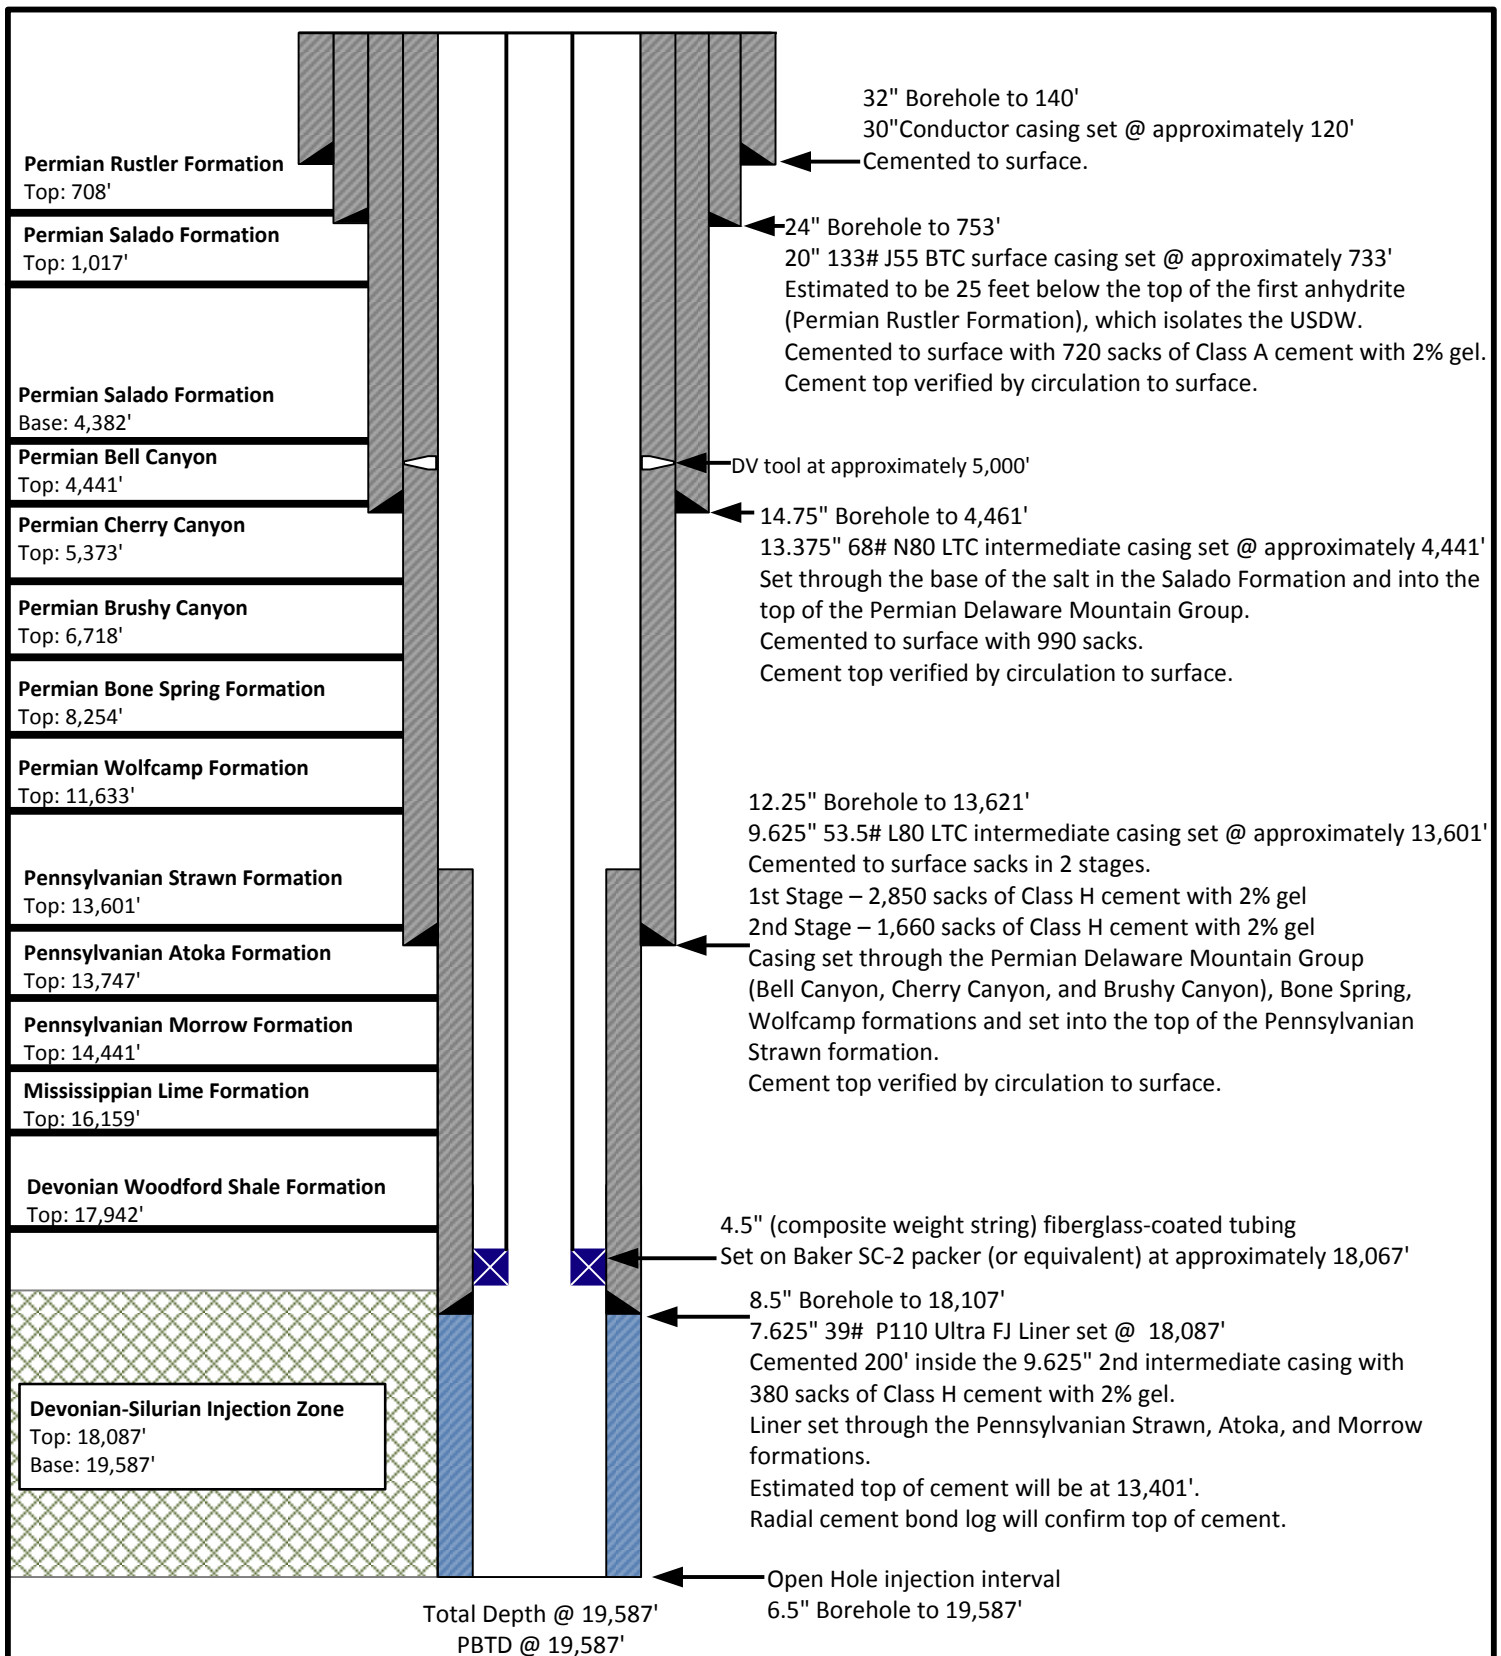 32" Borehole to 140'
30"Conductor casing set @ approximately 120'
Cemented to surface.
Permian Rustler Formation
Top: 708'
Permian Salado Formation
Top: 1,017'
24" Borehole to 753'
20" 133# J55 BTC surface casing set @ approximately 733'
Estimated to be 25 feet below the top of the first anhydrite
(Permian Rustler Formation), which isolates the USDW.
Cemented to surface with 720 sacks of Class A cement with 2% gel.
Cement top verified by circulation to surface.
Permian Salado Formation
Base: 4,382'
Permian Bell Canyon
Top: 4,441'
DV tool at approximately 5,000'
Permian Cherry Canyon
Top: 5,373'
14.75" Borehole to 4,461'
13.375" 68# N80 LTC intermediate casing set @ approximately 4,441'
Set through the base of the salt in the Salado Formation and into the
top of the Permian Delaware Mountain Group.
Cemented to surface with 990 sacks.
Cement top verified by circulation to surface.
Permian Brushy Canyon
Top: 6,718'
Permian Bone Spring Formation
Top: 8,254'
Permian Wolfcamp Formation
Top: 11,633'
12.25" Borehole to 13,621'
9.625" 53.5# L80 LTC intermediate casing set @ approximately 13,601'
Cemented to surface sacks in 2 stages.
1st Stage – 2,850 sacks of Class H cement with 2% gel
2nd Stage – 1,660 sacks of Class H cement with 2% gel
Casing set through the Permian Delaware Mountain Group
(Bell Canyon, Cherry Canyon, and Brushy Canyon), Bone Spring,
Wolfcamp formations and set into the top of the Pennsylvanian
Strawn formation.
Cement top verified by circulation to surface.
Pennsylvanian Strawn Formation
Top: 13,601'
Pennsylvanian Atoka Formation
Top: 13,747'
Pennsylvanian Morrow Formation
Top: 14,441'
Mississippian Lime Formation
Top: 16,159'
Devonian Woodford Shale Formation
Top: 17,942'
4.5" (composite weight string) fiberglass-coated tubing
Set on Baker SC-2 packer (or equivalent) at approximately 18,067'
8.5" Borehole to 18,107'
7.625" 39#  P110 Ultra FJ Liner set @  18,087'
Cemented 200' inside the 9.625" 2nd intermediate casing with
380 sacks of Class H cement with 2% gel.
Liner set through the Pennsylvanian Strawn, Atoka, and Morrow
formations.
Estimated top of cement will be at 13,401'.
Radial cement bond log will confirm top of cement.
Devonian-Silurian Injection Zone
Top: 18,087'
Base: 19,587'
Open Hole injection interval
6.5" Borehole to 19,587'
Total Depth @ 19,587'
PBTD @ 19,587'